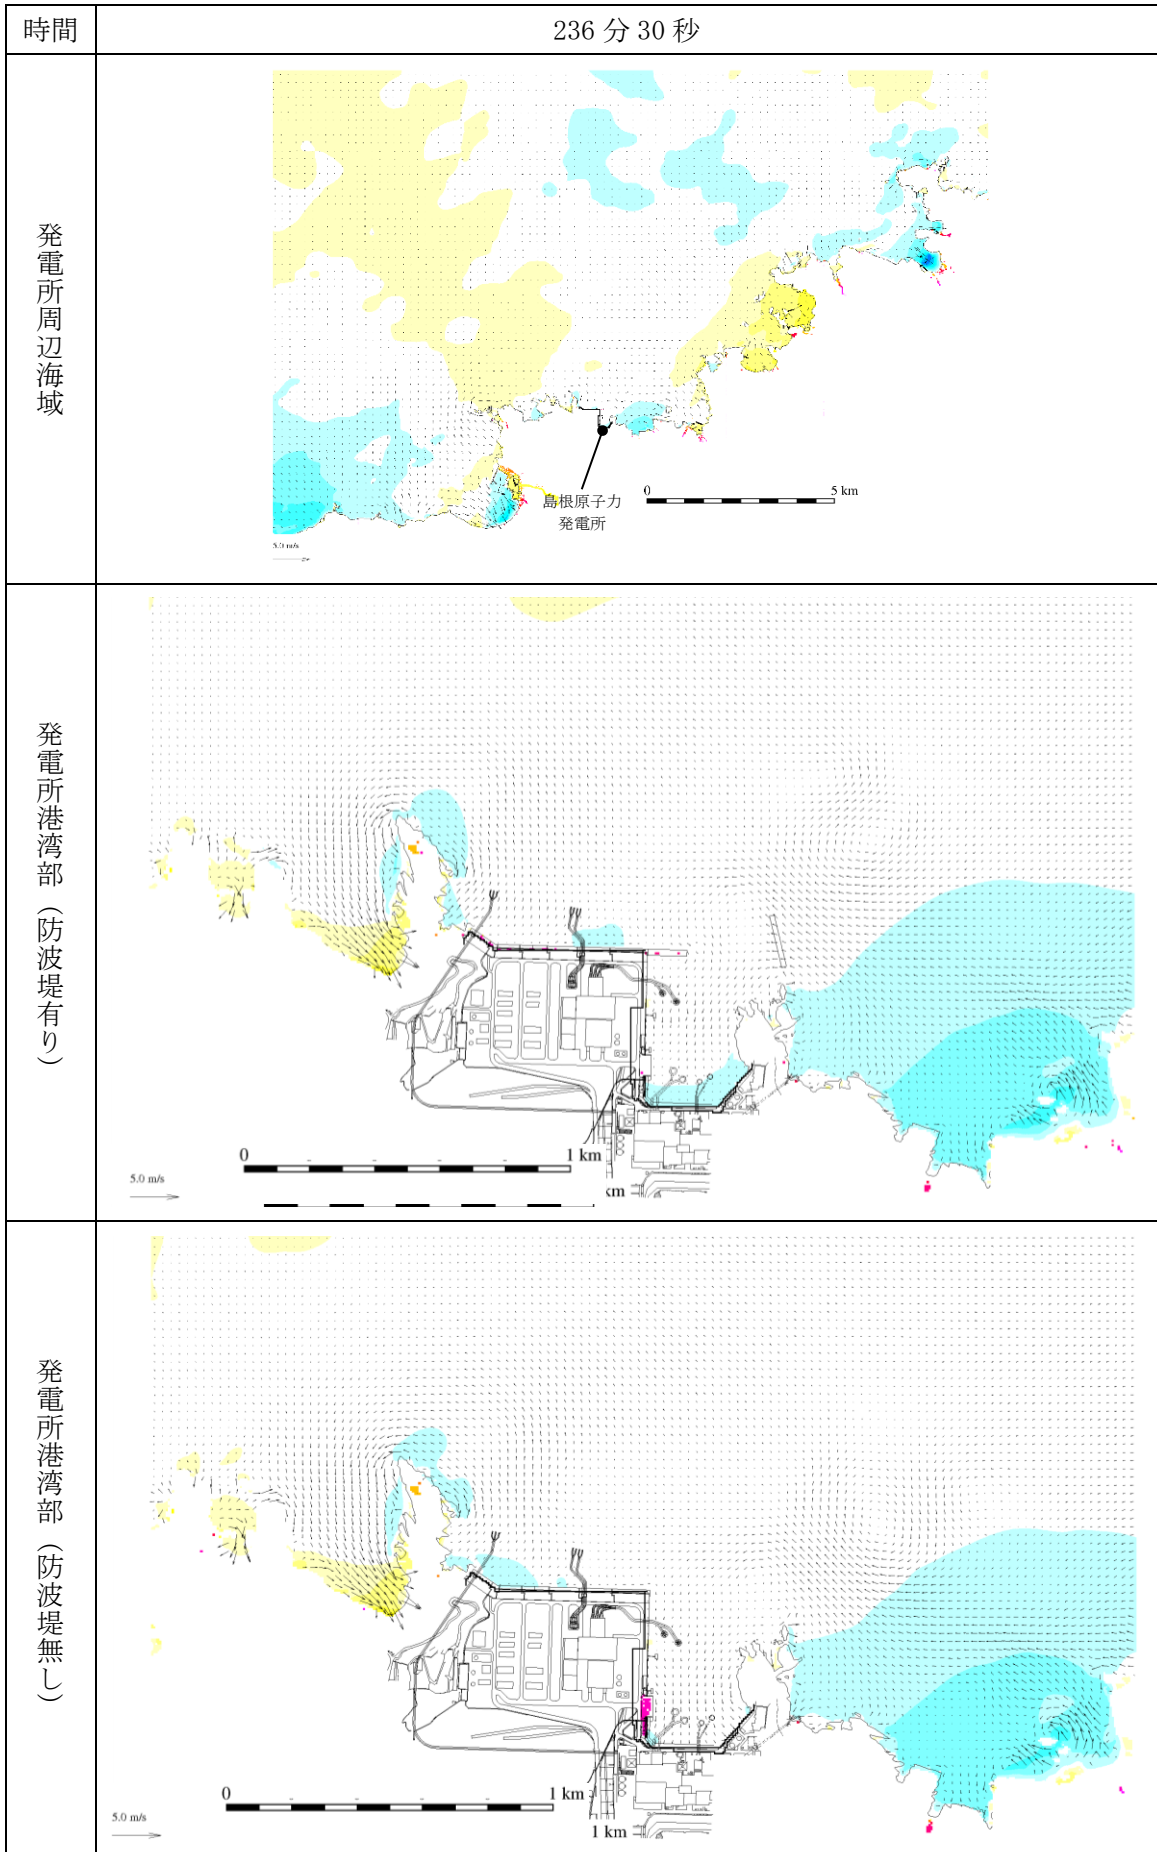 時間
236 分 30 秒
発電所周辺海域
島根原子力
発電所
0
5 km
5.0 m/s
発電所港湾部（防波堤有り）
0
1 km
5.0 m/s
km
発電所港湾部（防波堤無し）
0
1 km
5.0 m/s
1 km